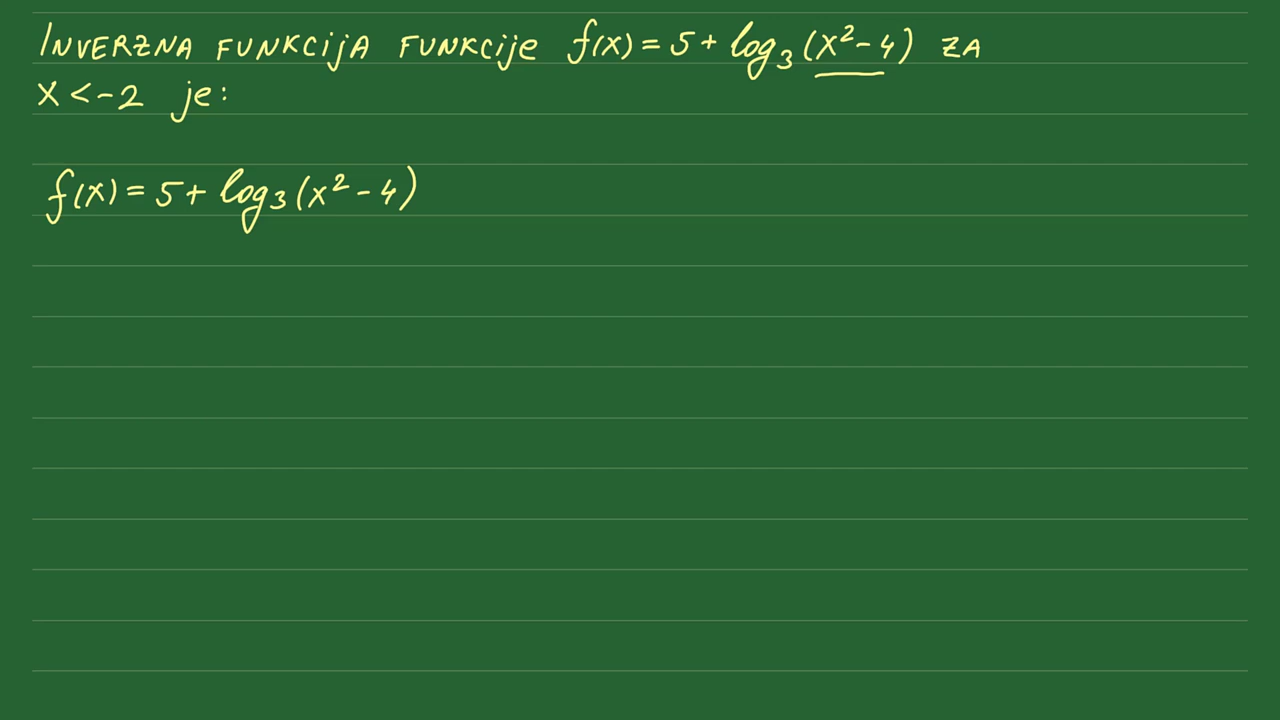 INVERZNA FUNKCIJA FUNKCIJE f(x) = 5 + log₃(x² - 4) ZA
x < -2 je:
f(x) = 5 + log₃(x² - 4)